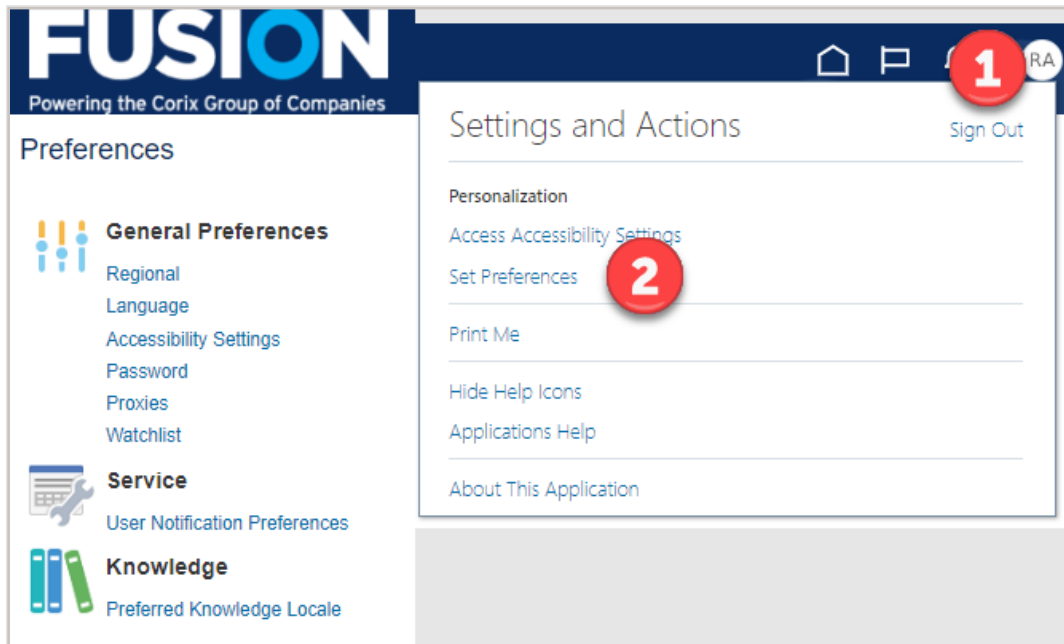 FUSION
Powering the Corix Group of Companies
Preferences
General Preferences
Regional
Language
Accessibility Settings
Password
Proxies
Watchlist
Service
User Notification Preferences
Knowledge
Preferred Knowledge Locale
1
RA
Settings and Actions
Sign Out
Personalization
Access Accessibility Settings
Set Preferences
2
Print Me
Hide Help Icons
Applications Help
About This Application